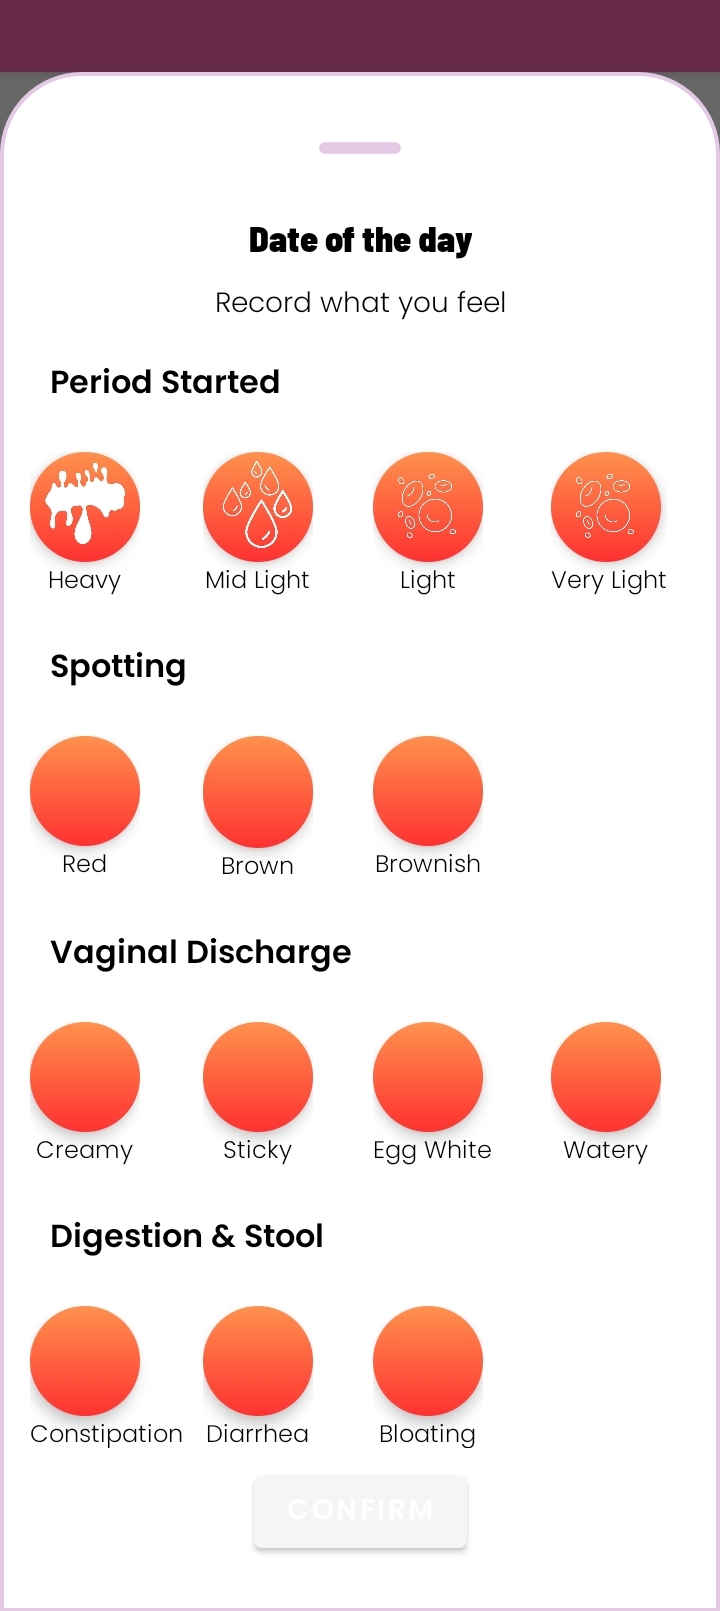 Date of the day
Record what you feel
Period Started
Heavy Mid Light Light Very Light
Spotting
Red Brown Brownish
Vaginal Discharge
Creamy Sticky Egg White Watery
Digestion & Stool
Constipation Diarrhea Bloating
CONFIRM